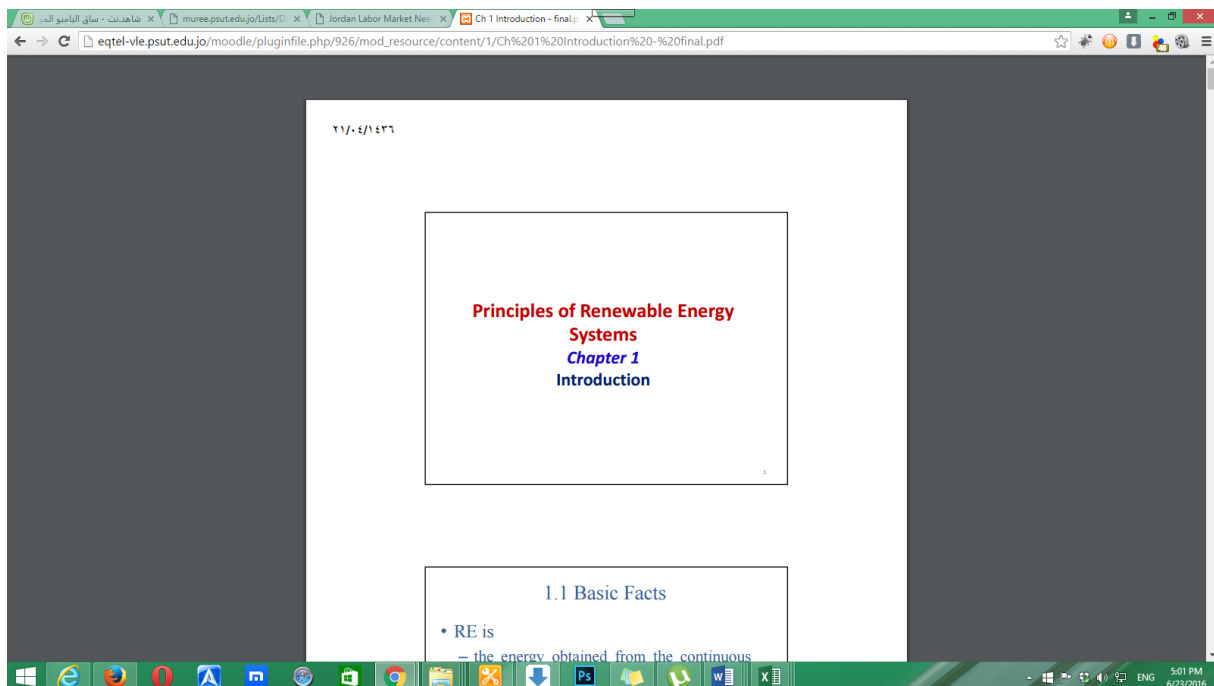 شاهد.نت - ساق البامبو
muree.psut.edu.jo/Lists/D
Jordan Labor Market Nee
Ch 1 Introduction - final.p
eqtel-vle.psut.edu.jo/moodle/pluginfile.php/926/mod_resource/content/1/Ch%201%20Introduction%20-%20final.pdf
٢١/٠٤/١٤٣٦
Principles of Renewable Energy
Systems
Chapter 1
Introduction
1
1.1 Basic Facts
• RE is
– the energy obtained from the continuous
Ps
ENG
5:01 PM
6/23/2016